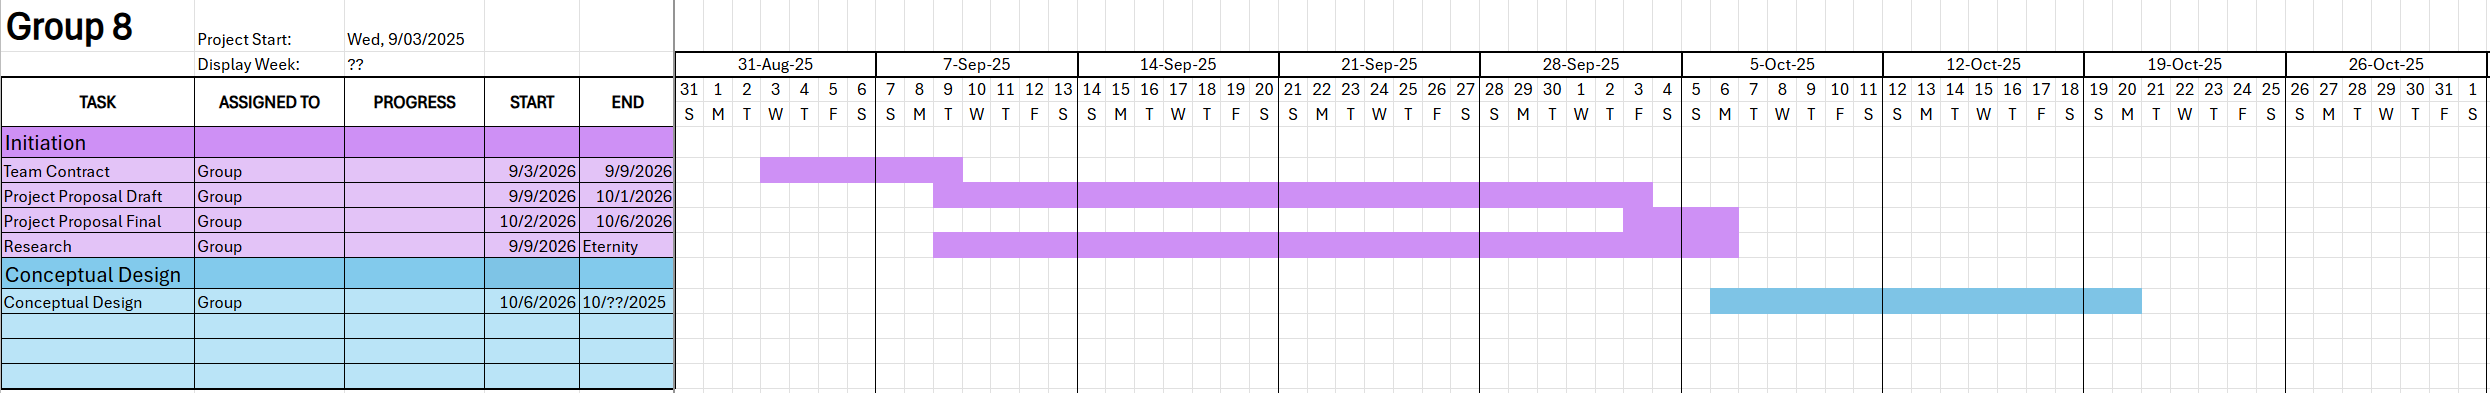 Group 8
Project Start: Wed, 9/03/2025
Display Week: ??
31-Aug-25 7-Sep-25 14-Sep-25 21-Sep-25 28-Sep-25 5-Oct-25 12-Oct-25 19-Oct-25 26-Oct-25
TASK ASSIGNED TO PROGRESS START END
31 1 2 3 4 5 6 7 8 9 10 11 12 13 14 15 16 17 18 19 20 21 22 23 24 25 26 27 28 29 30 1 2 3 4 5 6 7 8 9 10 11 12 13 14 15 16 17 18 19 20 21 22 23 24 25 26 27 28 29 30 31 1
S M T W T F S S M T W T F S S M T W T F S S M T W T F S S M T W T F S S M T W T F S S M T W T F S S M T W T F S S M T W T F S
Initiation
Team Contract Group 9/3/2026 9/9/2026
Project Proposal Draft Group 9/9/2026 10/1/2026
Project Proposal Final Group 10/2/2026 10/6/2026
Research Group 9/9/2026 Eternity
Conceptual Design
Conceptual Design Group 10/6/2026 10/??/2025